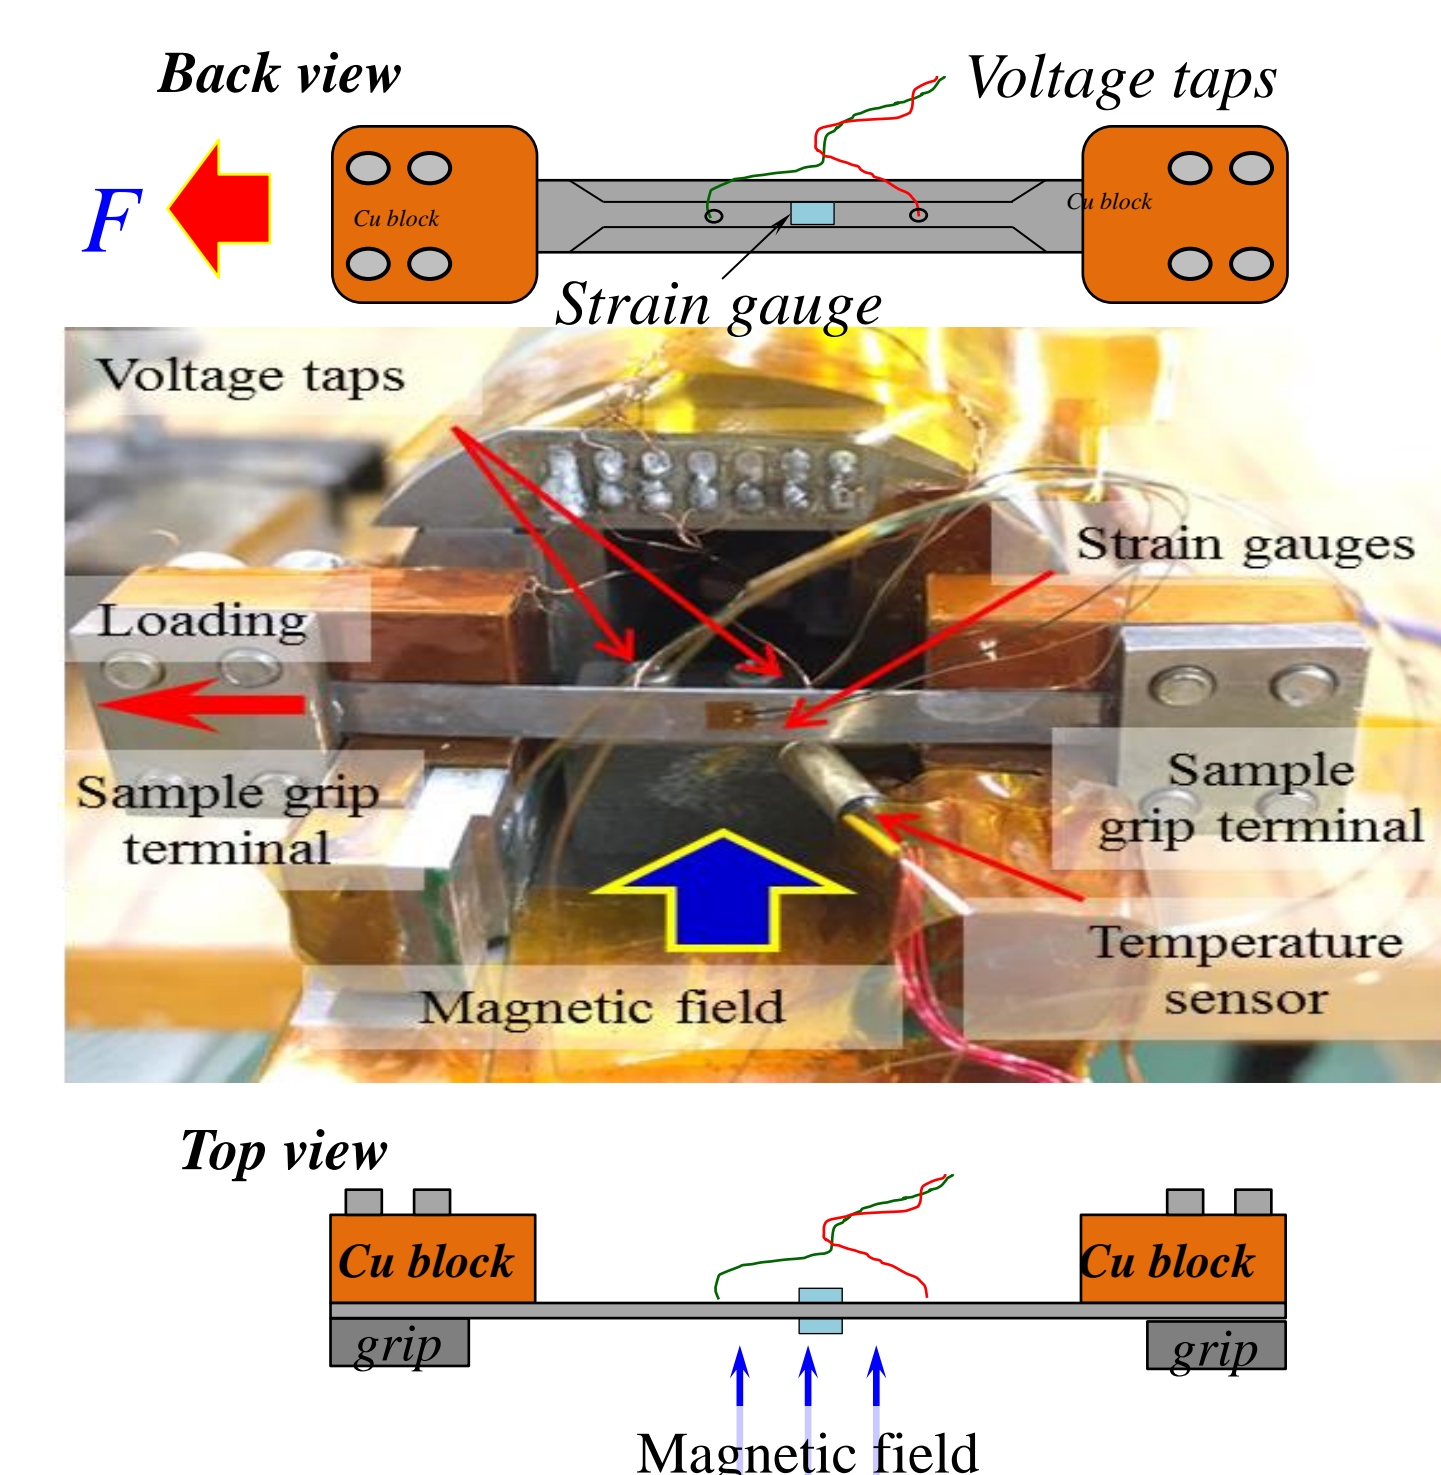 Back view
Voltage taps
F
Cu block
Cu block
Strain gauge
Voltage taps
Strain gauges
Loading
Sample grip
terminal
Sample
grip terminal
Temperature
sensor
Magnetic field
Top view
Cu block
Cu block
grip
grip
Magnetic field